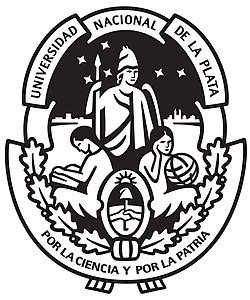 UNIVERSIDAD NACIONAL DE LA PLATA
POR LA CIENCIA Y POR LA PATRIA